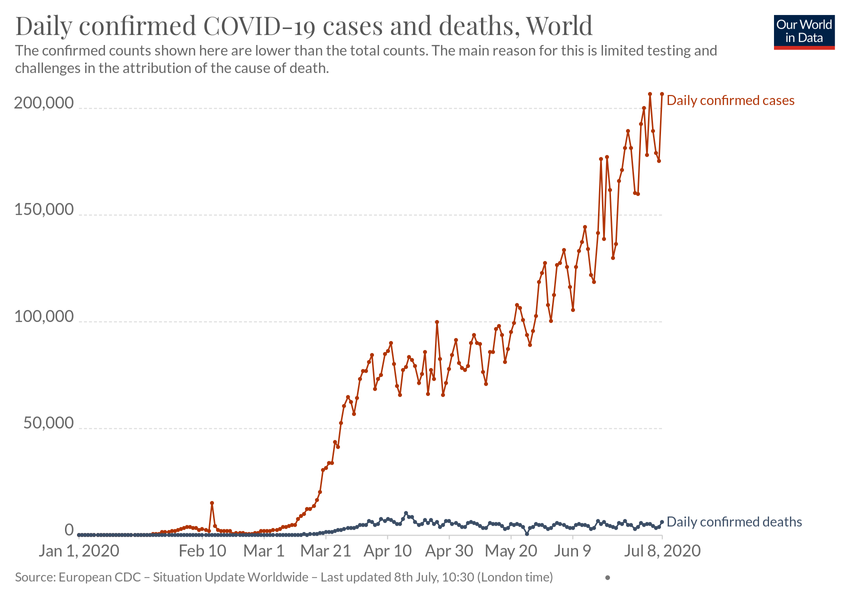 Daily confirmed COVID-19 cases and deaths, World
Our World
in Data
The confirmed counts shown here are lower than the total counts. The main reason for this is limited testing and
challenges in the attribution of the cause of death.
200,000
Daily confirmed cases
150,000
100,000
50,000
Daily confirmed deaths
0
Jan 1, 2020 Feb 10 Mar 1 Mar 21 Apr 10 Apr 30 May 20 Jun 9 Jul 8, 2020
Source: European CDC – Situation Update Worldwide – Last updated 8th July, 10:30 (London time)